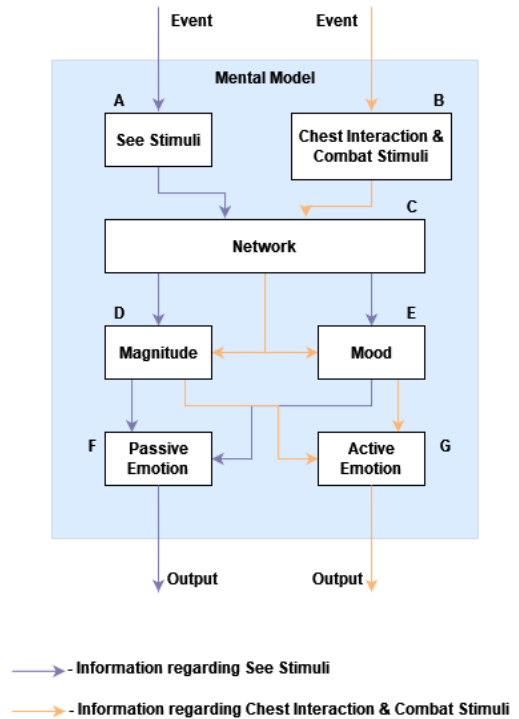 Event
Event
Mental Model
A
B
See Stimuli
Chest Interaction &
Combat Stimuli
C
Network
D
E
Magnitude
Mood
F
Passive
Emotion
Active
Emotion
G
Output
Output
- Information regarding See Stimuli
- Information regarding Chest Interaction & Combat Stimuli